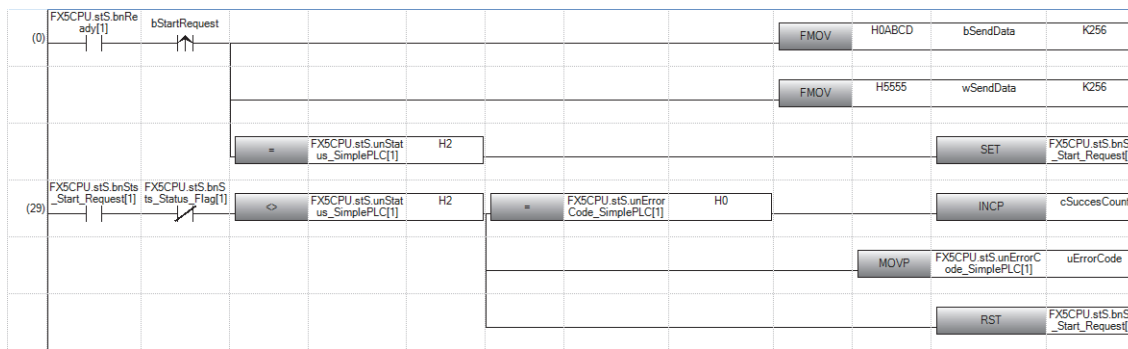 FX5CPU.stS.bnRe
ady[1]
bStartRequest
(0)
FMOV H0ABCD bSendData K256
FMOV H5555 wSendData K256
= FX5CPU.stS.unStat
us_SimplePLC[1] H2
SET FX5CPU.stS.bnS
_Start_Request[
FX5CPU.stS.bnSts
_Start_Request[1]
FX5CPU.stS.bnS
ts_Status_Flag[1]
(29)
<> FX5CPU.stS.unStat
us_SimplePLC[1] H2
= FX5CPU.stS.unError
Code_SimplePLC[1] H0
INCP cSuccesCount
MOVP FX5CPU.stS.unErrorC
ode_SimplePLC[1] uErrorCode
RST FX5CPU.stS.bnS
_Start_Request[